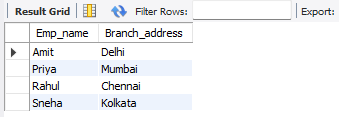 Result Grid Filter Rows: Export:
Emp_name Branch_address
Amit Delhi
Priya Mumbai
Rahul Chennai
Sneha Kolkata